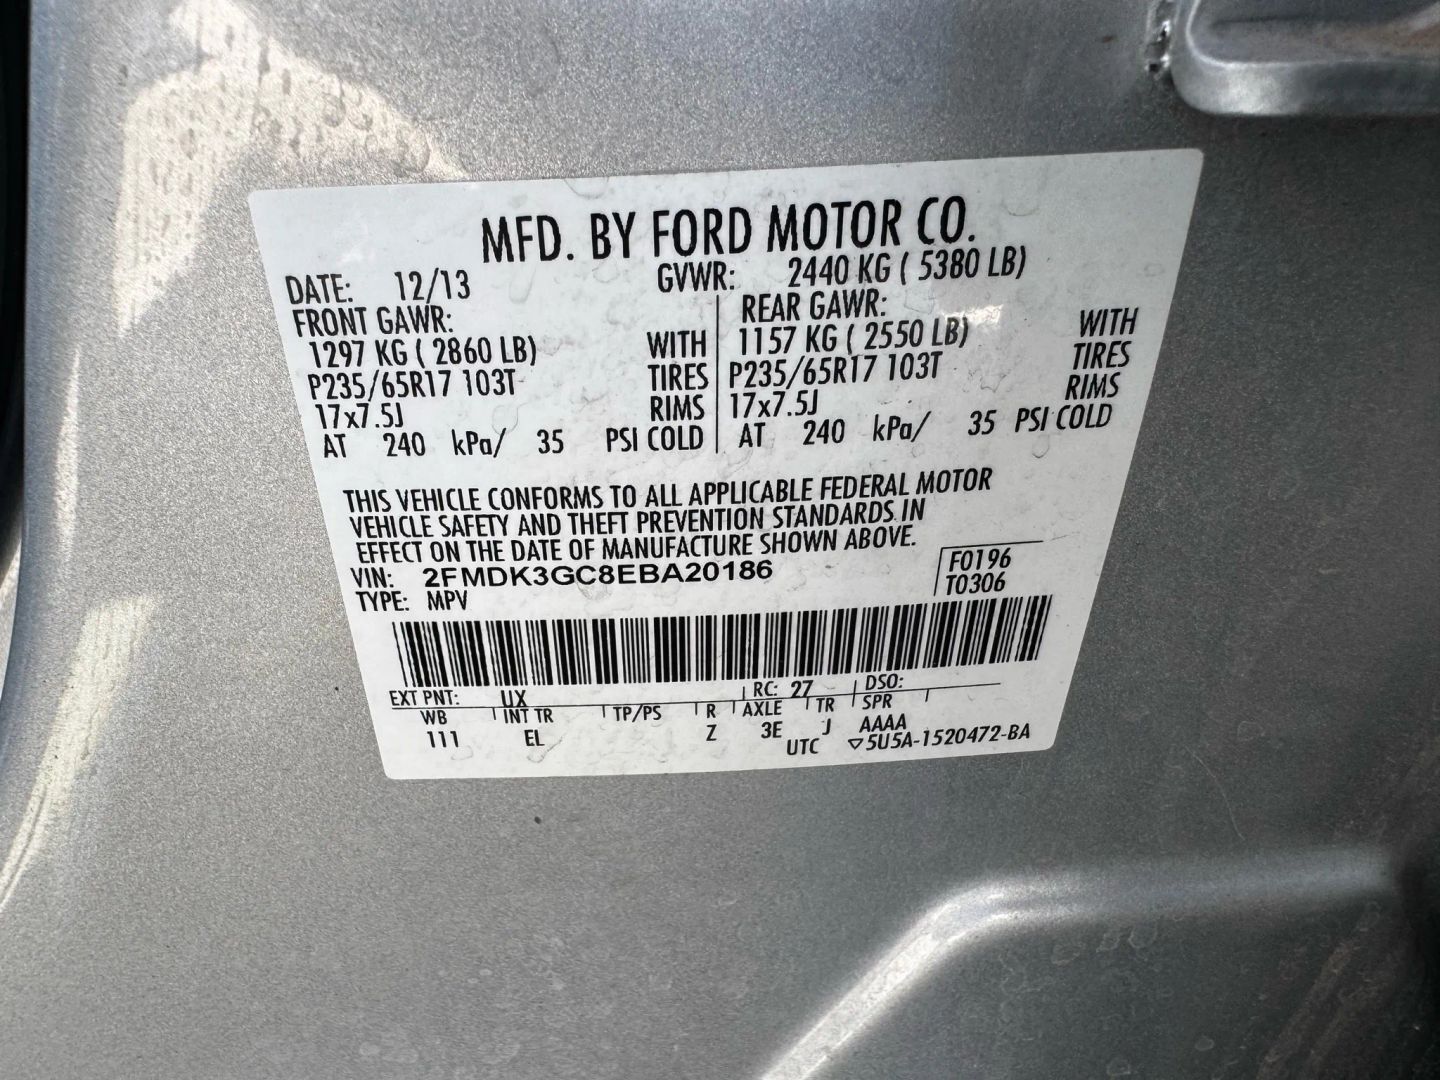 MFD. BY FORD MOTOR CO.
DATE: 12/13 GVWR: 2440 KG ( 5380 LB)
FRONT GAWR: REAR GAWR:
1297 KG ( 2860 LB) WITH 1157 KG ( 2550 LB) WITH
P235/65R17 103T TIRES P235/65R17 103T TIRES
17x7.5J RIMS 17x7.5J RIMS
AT 240 kPa/ 35 PSI COLD AT 240 kPa/ 35 PSI COLD
THIS VEHICLE CONFORMS TO ALL APPLICABLE FEDERAL MOTOR
VEHICLE SAFETY AND THEFT PREVENTION STANDARDS IN
EFFECT ON THE DATE OF MANUFACTURE SHOWN ABOVE.
VIN: 2FMDK3GC8EBA20186 F0196
TYPE: MPV T0306
EXT PNT: UX RC: 27 DSO:
WB INT TR TP/PS R AXLE TR SPR
111 EL Z 3E J AAAA
UTC ▽5U5A-1520472-BA